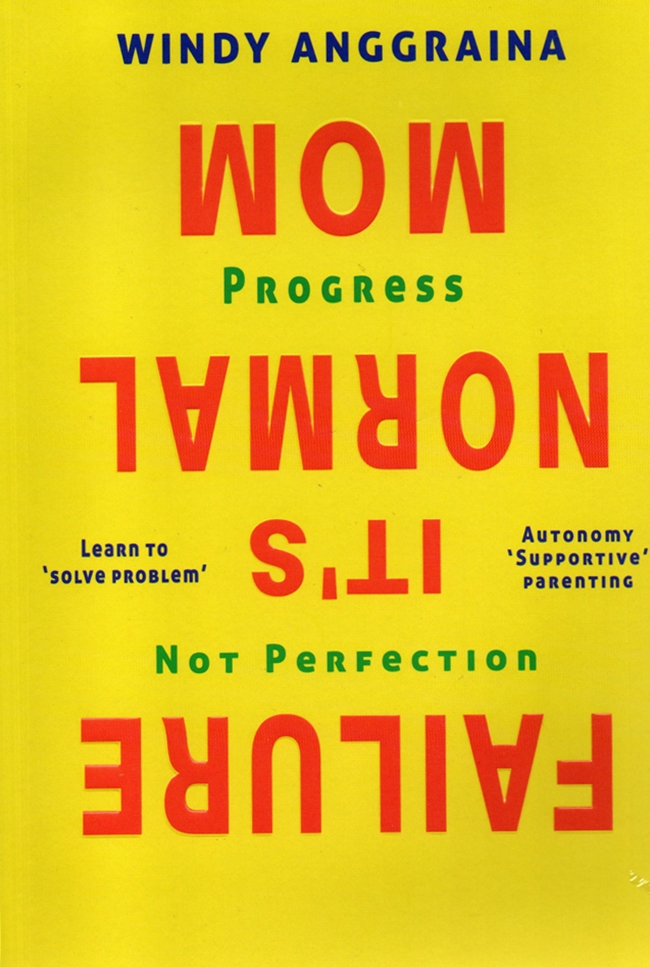 WINDY ANGGRAINA
MOM
PROGRESS
NORMAL
IT'S
LEARN TO
'SOLVE PROBLEM'
AUTONOMY
'SUPPORTIVE'
PARENTING
NOT PERFECTION
FAILURE